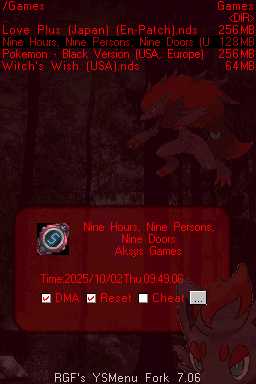 /Games Games
.. <DIR>
Love Plus (Japan) (En-Patch).nds 256MB
Nine Hours, Nine Persons, Nine Doors (U 128MB
Pokemon - Black Version (USA, Europe) 256MB
Witch's Wish (USA).nds 64MB
Nine Hours, Nine Persons,
Nine Doors
Aksys Games
Time:2025/10/02Thu09:49:06
DMA Reset Cheat ...
RGF's YSMenu Fork 7.06